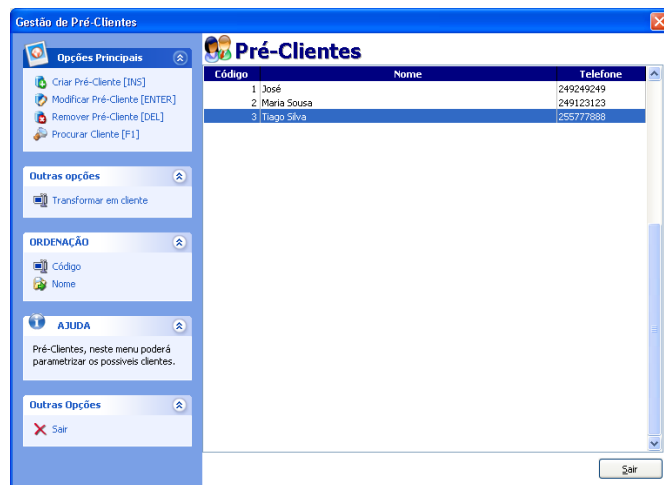 Gestão de Pré-Clientes
Opções Principais
Criar Pré-Cliente [INS]
Modificar Pré-Cliente [ENTER]
Remover Pré-Cliente [DEL]
Procurar Cliente [F1]
Outras opções
Transformar em cliente
ORDENAÇÃO
Código
Nome
AJUDA
Pré-Clientes, neste menu poderá
parametrizar os possiveis clientes.
Outras Opções
Sair
Pré-Clientes
Código Nome Telefone
1 José 249249249
2 Maria Sousa 249123123
3 Tiago Silva 255777888
Sair